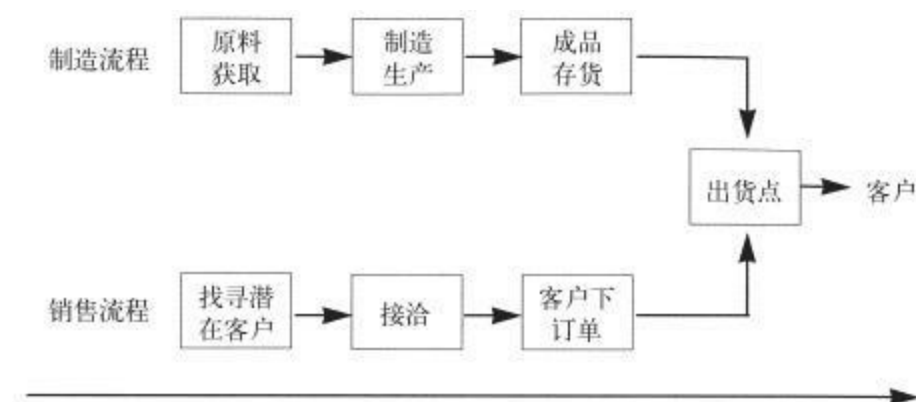 制造流程
原料
获取
制造
生产
成品
存货
出货点
客户
销售流程
找寻潜
在客户
接洽
客户下
订单